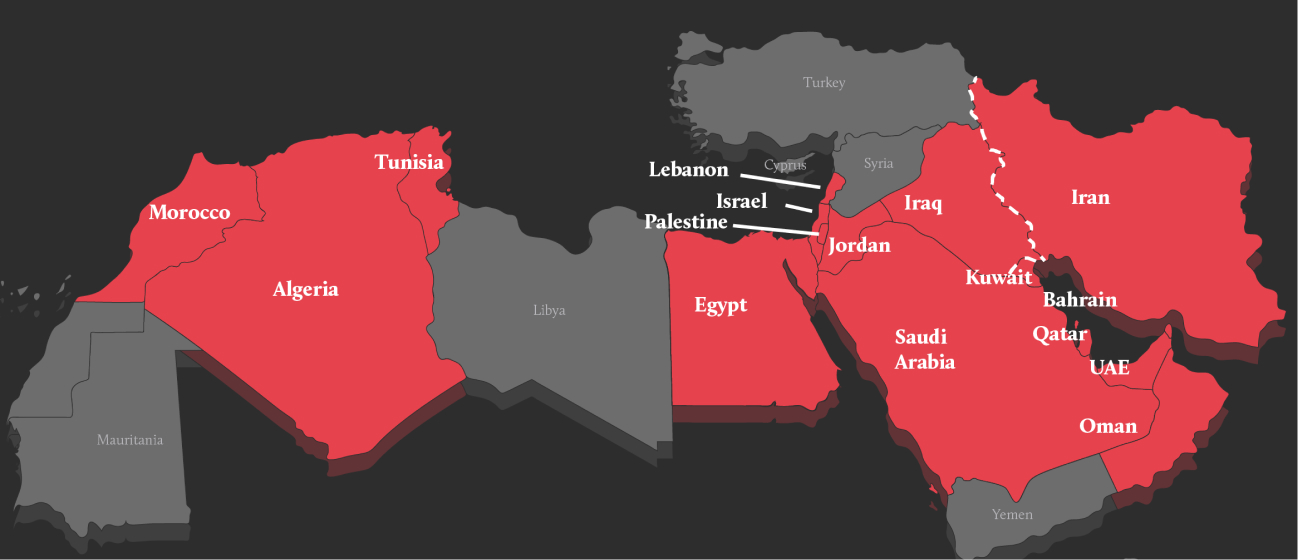 Turkey
Tunisia
Cyprus
Syria
Lebanon
Iran
Israel
Iraq
Morocco
Palestine
Jordan
Kuwait
Algeria
Bahrain
Egypt
Libya
Qatar
Saudi
Arabia
UAE
Oman
Mauritania
Yemen